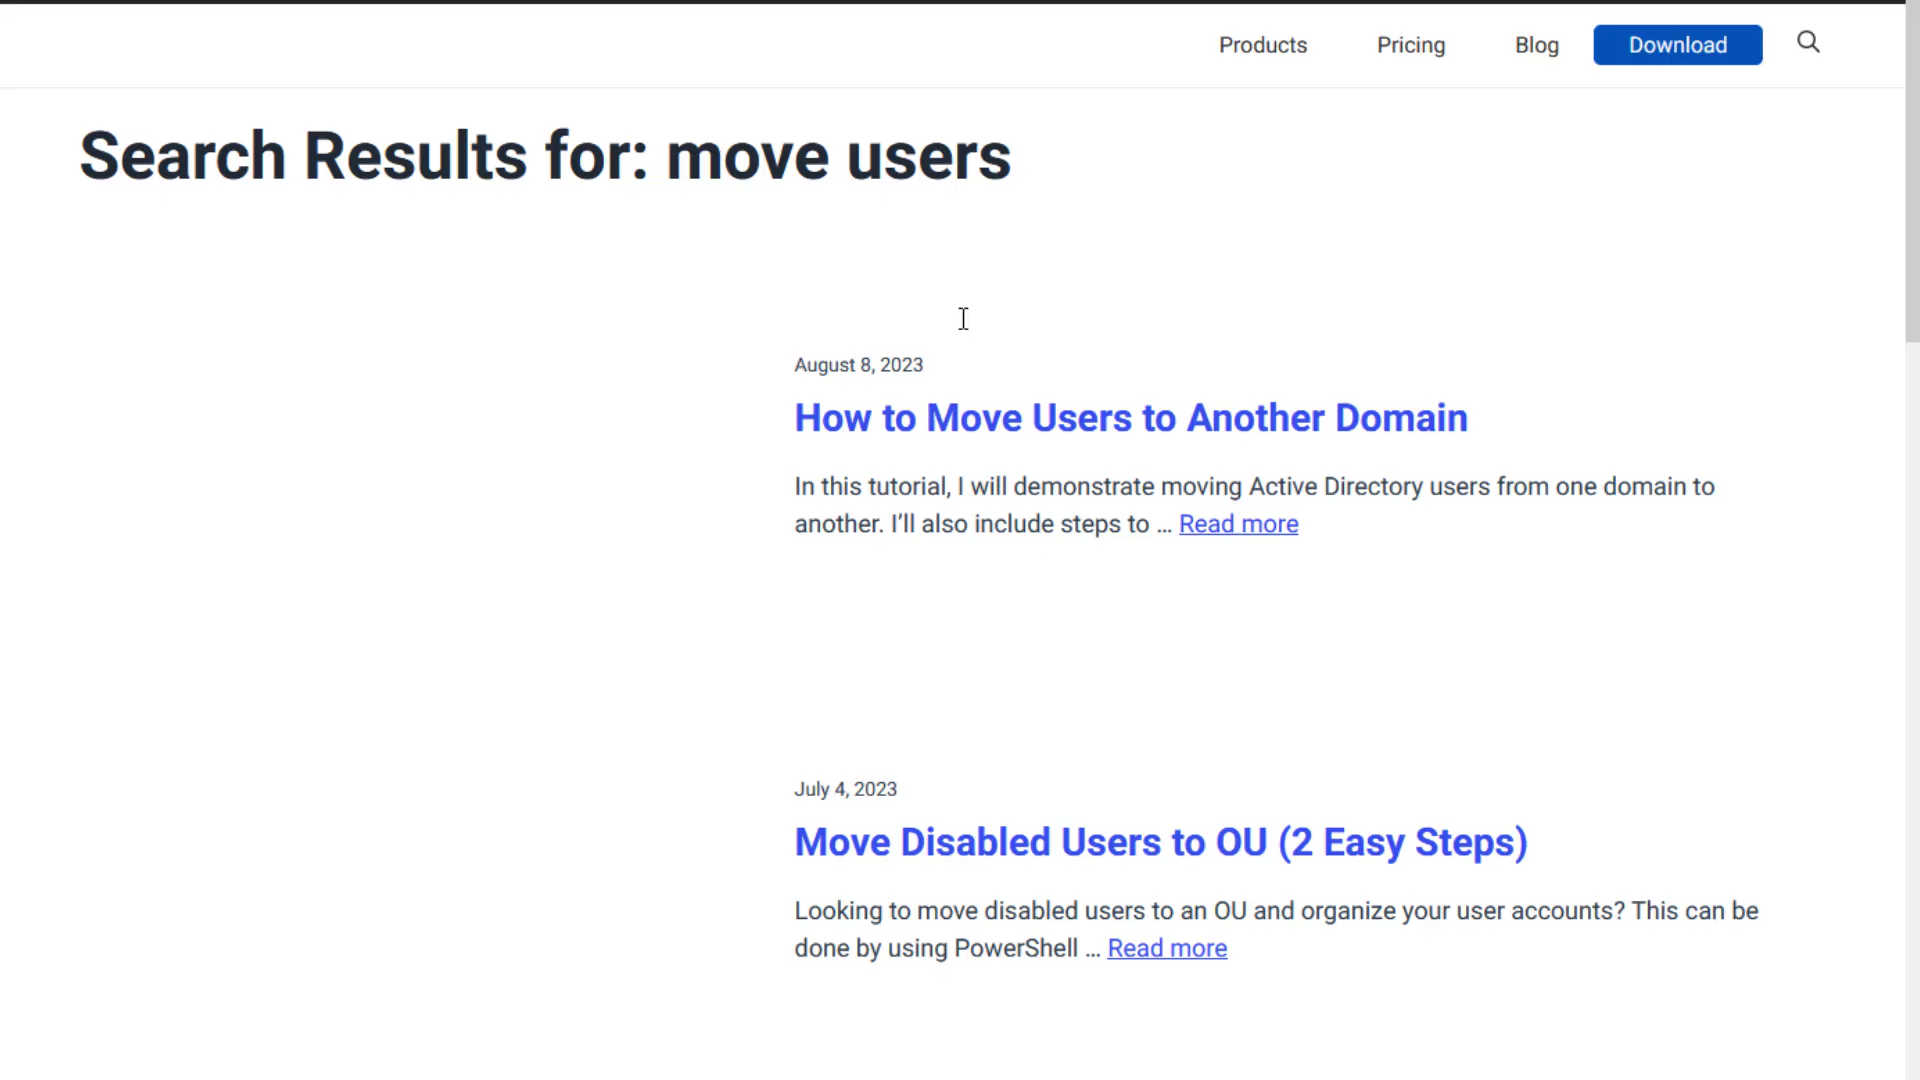 Products Pricing Blog Download
Search Results for: move users
August 8, 2023
How to Move Users to Another Domain
In this tutorial, I will demonstrate moving Active Directory users from one domain to
another. I’ll also include steps to … Read more
July 4, 2023
Move Disabled Users to OU (2 Easy Steps)
Looking to move disabled users to an OU and organize your user accounts? This can be
done by using PowerShell … Read more